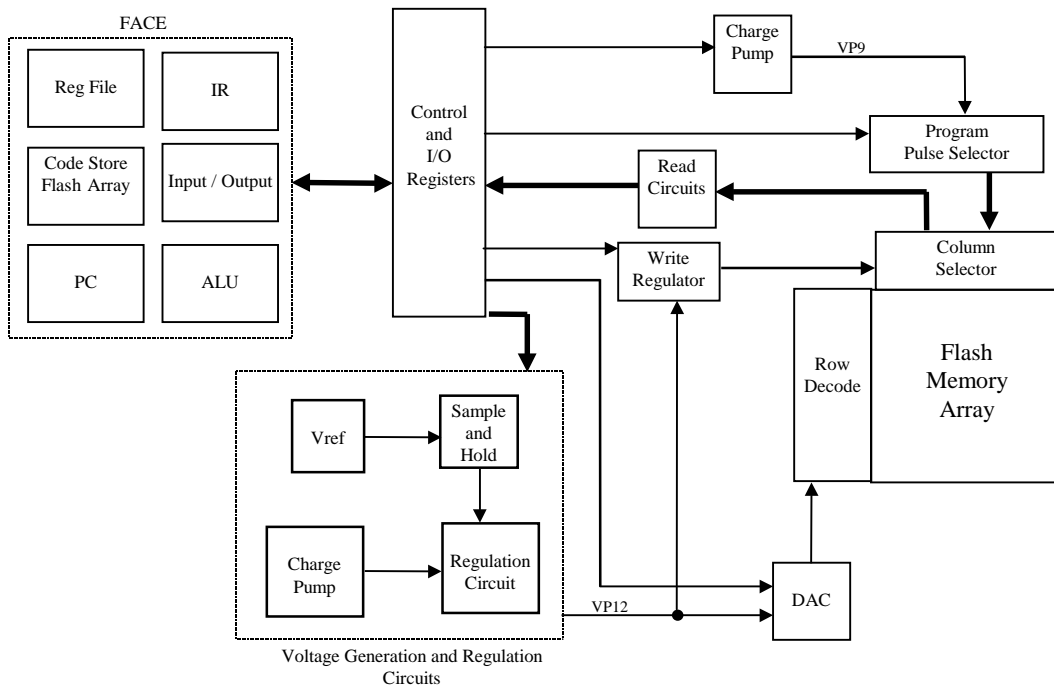 FACE
Reg File
IR
Code Store
Flash Array
Input / Output
PC
ALU
Control
and
I/O
Registers
Charge
Pump
VP9
Program
Pulse Selector
Read
Circuits
Write
Regulator
Column
Selector
Row
Decode
Flash
Memory
Array
Vref
Sample
and
Hold
Charge
Pump
Regulation
Circuit
VP12
DAC
Voltage Generation and Regulation
Circuits